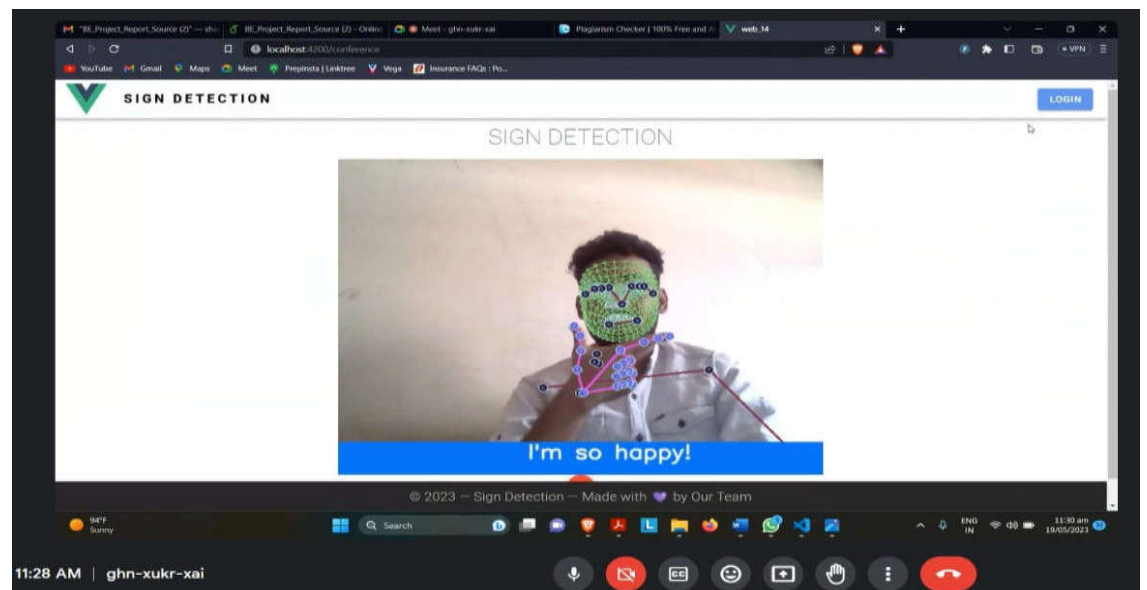 "BE_Project_Report_Source (2)" — sh
BE_Project_Report_Source (2) - Online
Meet - ghn-xukr-xai
Plagiarism Checker | 100% Free and A
web_14
localhost:4200/conference
VPN
YouTube
Gmail
Maps
Meet
Prepinsta | Linktree
Vega
Insurance FAQs : Po...
SIGN DETECTION
LOGIN
SIGN DETECTION
I'm so happy!
© 2023 — Sign Detection — Made with 💜 by Our Team
94°F
Sunny
Search
ENG
IN
11:30 am
19/05/2023
11:28 AM | ghn-xukr-xai